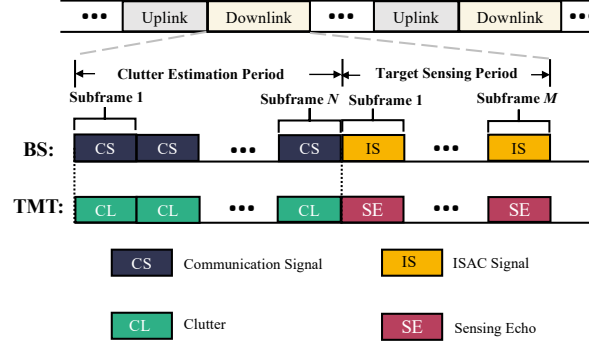 ••• Uplink Downlink ••• Uplink Downlink •••
Clutter Estimation Period Target Sensing Period
Subframe 1 Subframe N Subframe 1 Subframe M
BS: CS CS ••• CS IS ••• IS
TMT: CL CL ••• CL SE ••• SE
CS Communication Signal IS ISAC Signal
CL Clutter SE Sensing Echo